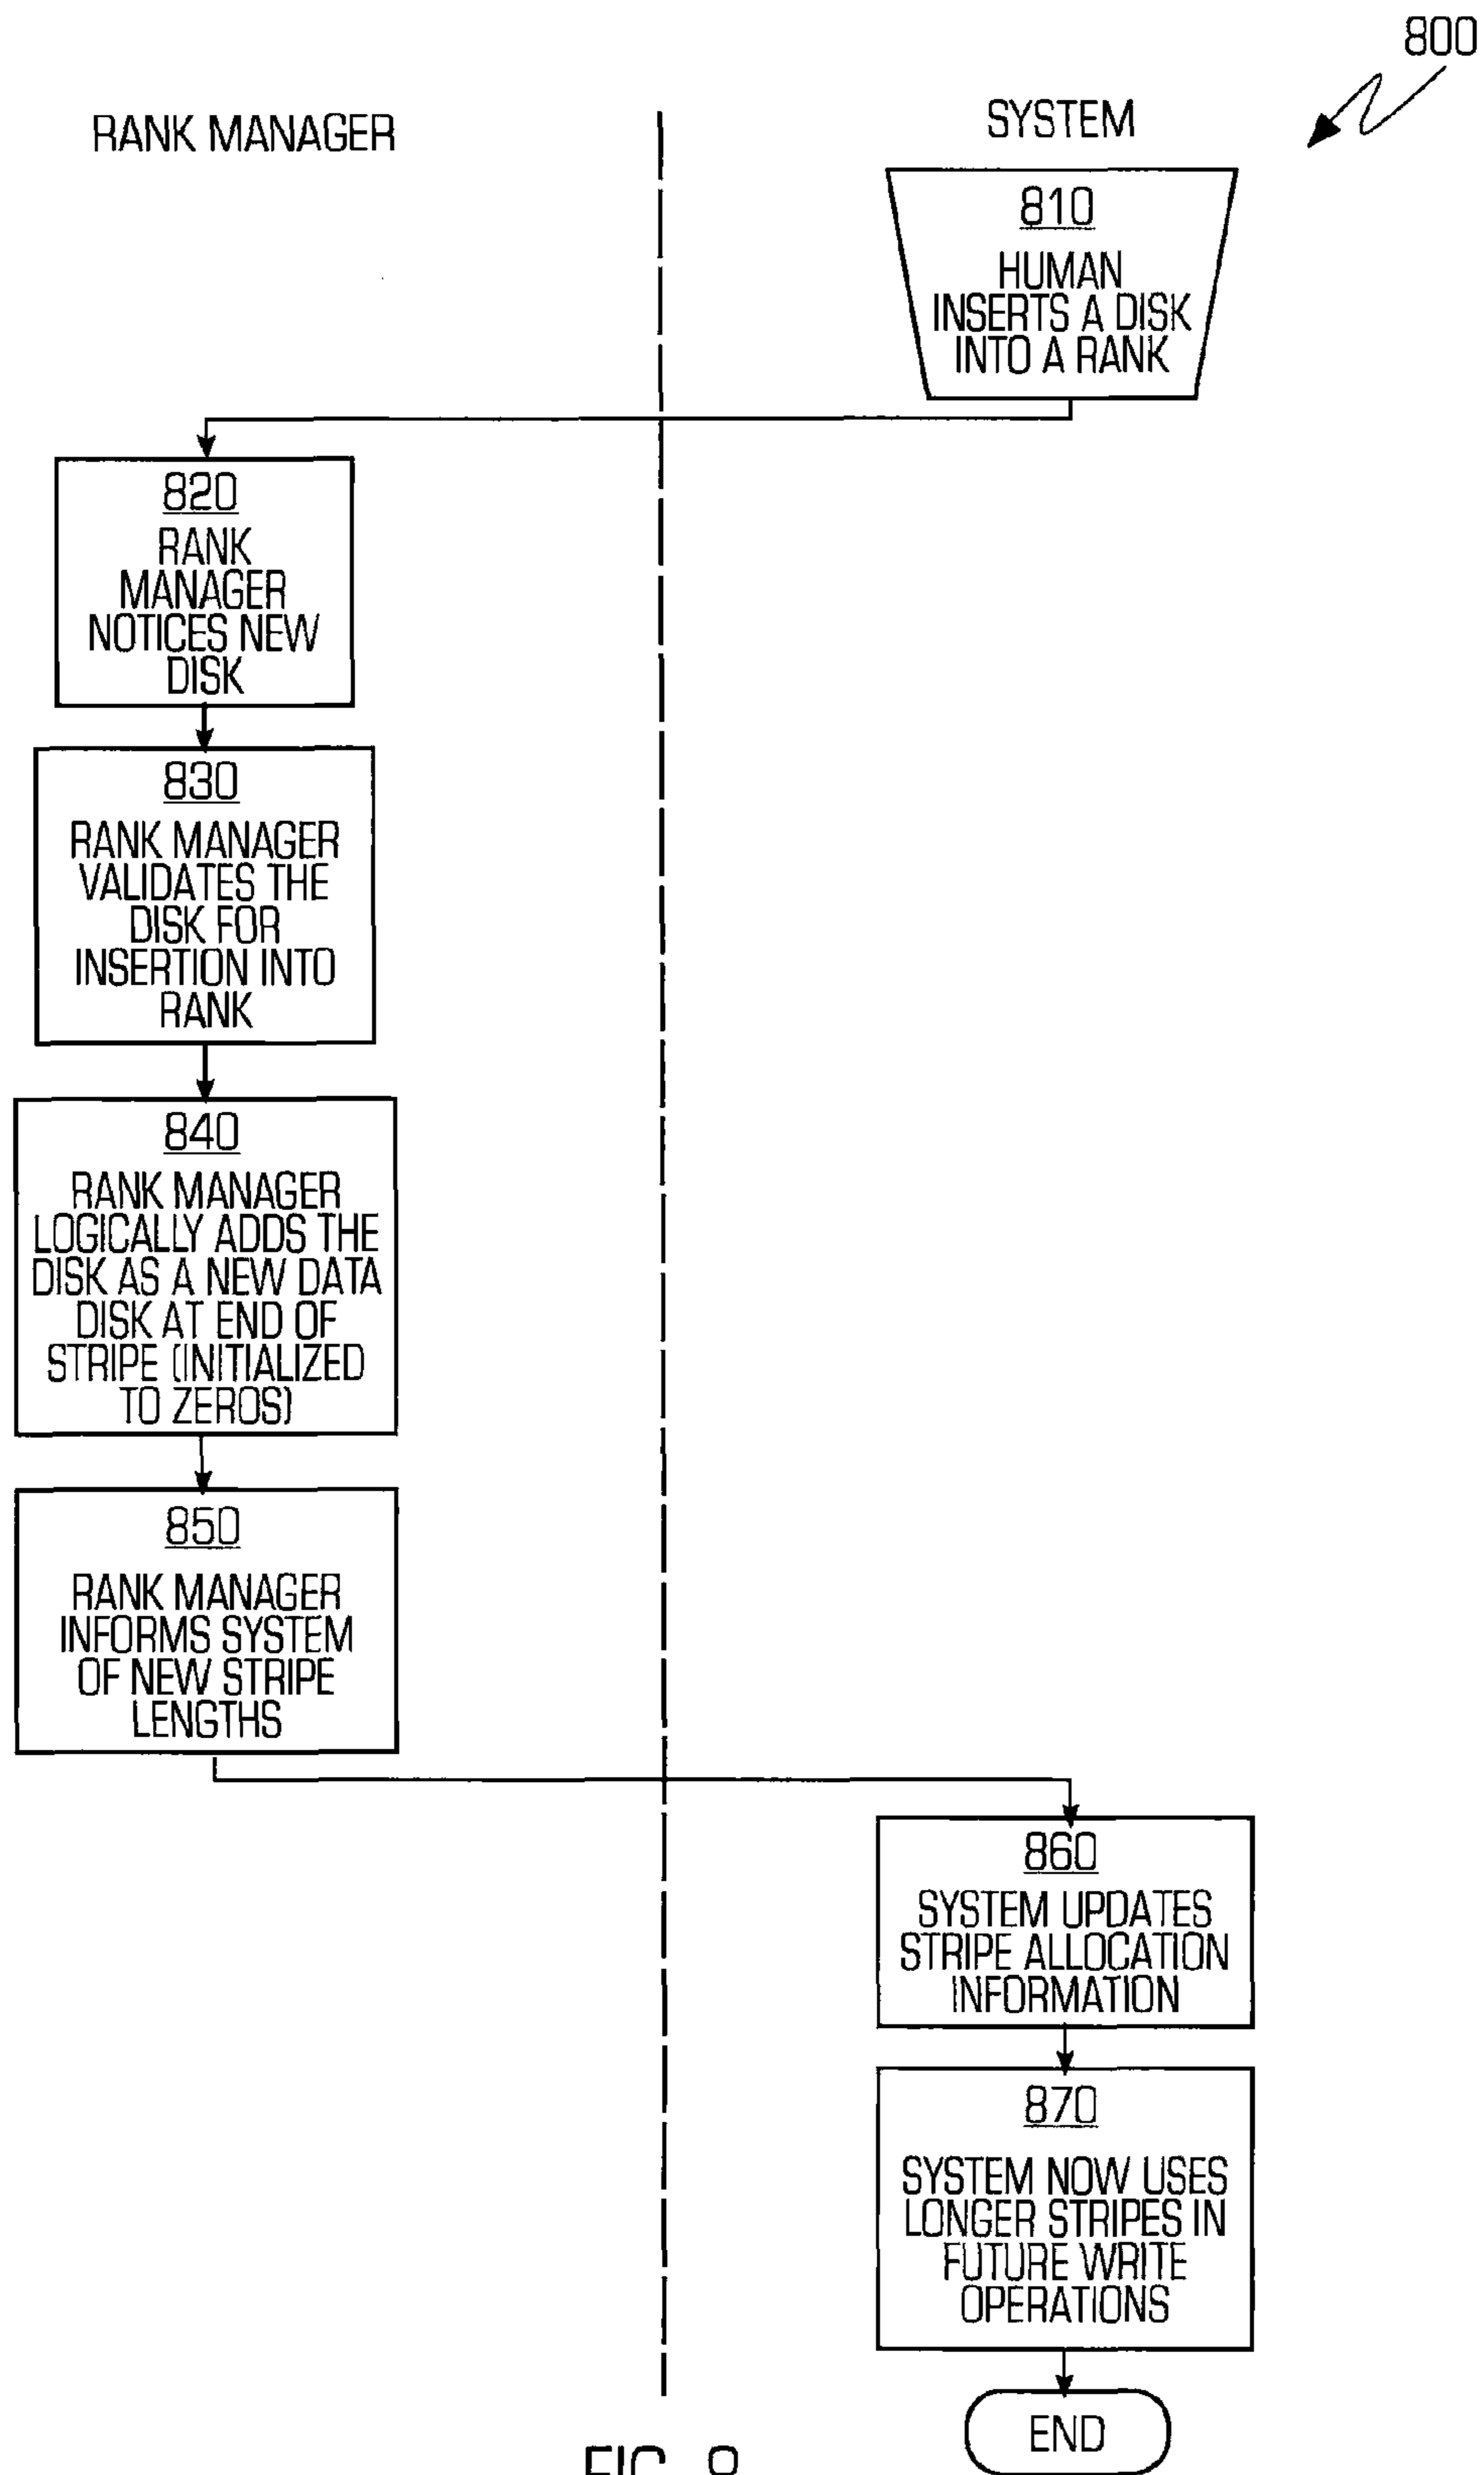 800
RANK MANAGER
SYSTEM
810
HUMAN
INSERTS A DISK
INTO A RANK
820
RANK
MANAGER
NOTICES NEW
DISK
830
RANK MANAGER
VALIDATES THE
DISK FOR
INSERTION INTO
RANK
840
RANK MANAGER
LOGICALLY ADDS THE
DISK AS A NEW DATA
DISK AT END OF
STRIPE (INITIALIZED
TO ZEROS)
850
RANK MANAGER
INFORMS SYSTEM
OF NEW STRIPE
LENGTHS
860
SYSTEM UPDATES
STRIPE ALLOCATION
INFORMATION
870
SYSTEM NOW USES
LONGER STRIPES IN
FUTURE WRITE
OPERATIONS
END
FIG.